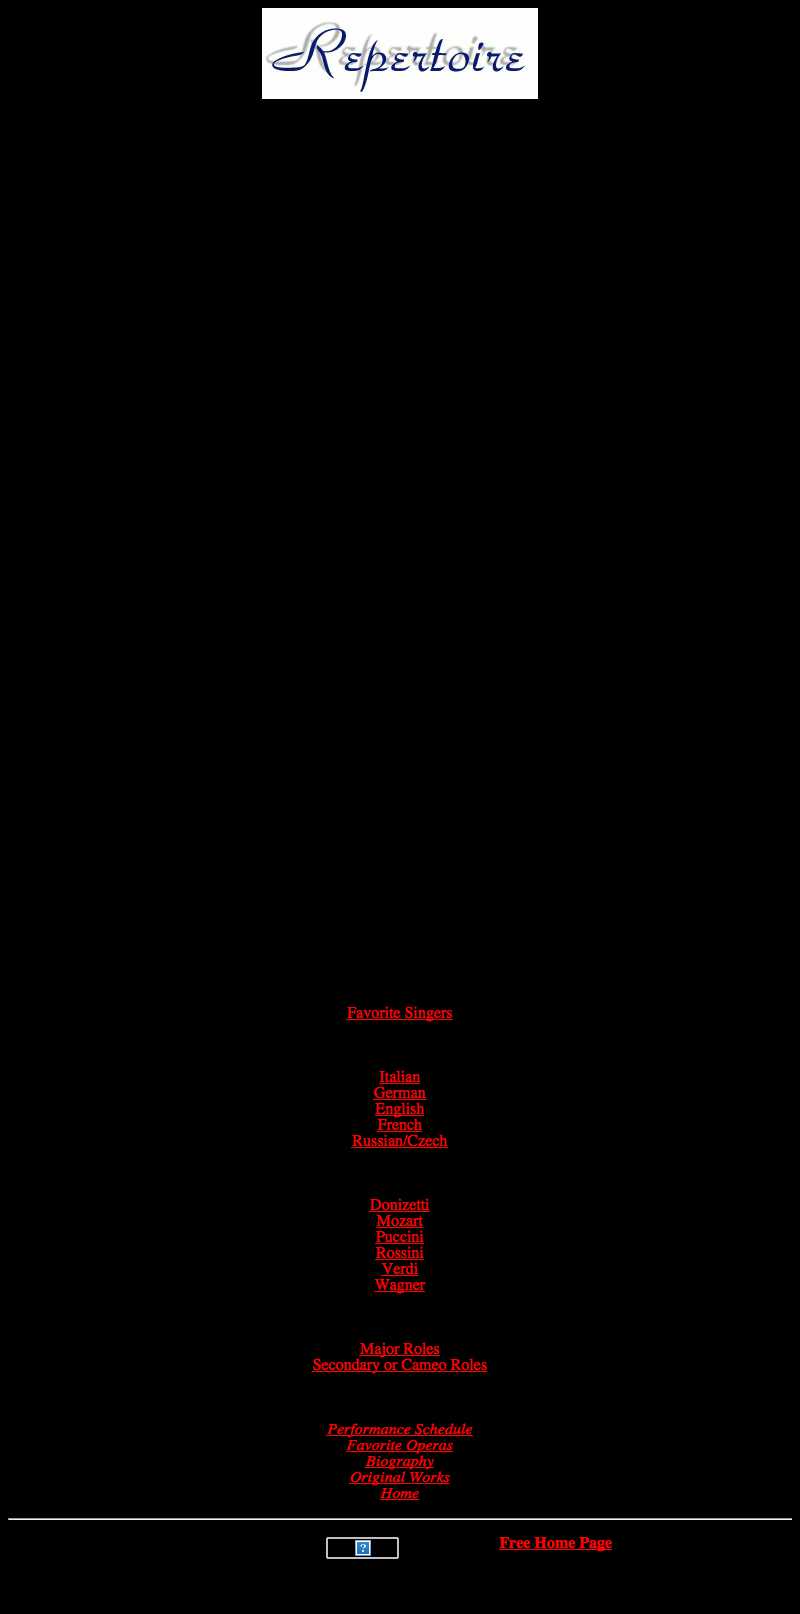 Repertoire
Favorite Singers
Italian
German
English
French
Russian/Czech
Donizetti
Mozart
Puccini
Rossini
Verdi
Wagner
Major Roles
Secondary or Cameo Roles
Performance Schedule
Favorite Operas
Biography
Original Works
Home
Free Home Page